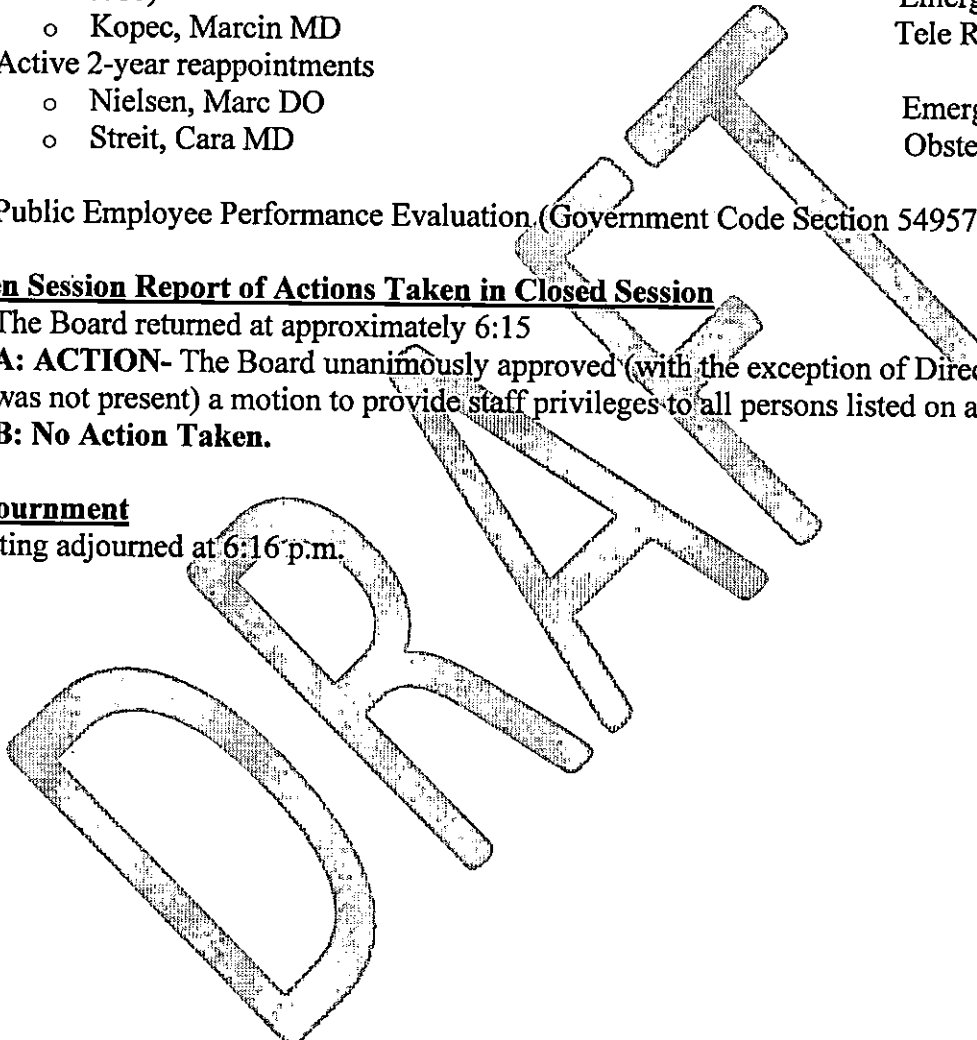 o Kopec, Marcin MD Tele R
Active 2-year reappointments
o Nielsen, Marc DO Emerg
o Streit, Cara MD Obste
Public Employee Performance Evaluation (Government Code Section 54957
en Session Report of Actions Taken in Closed Session
The Board returned at approximately 6:15
A: ACTION- The Board unanimously approved (with the exception of Direc
was not present) a motion to provide staff privileges to all persons listed on a
B: No Action Taken.
ournment
ting adjourned at 6:16 p.m.
DRAFT